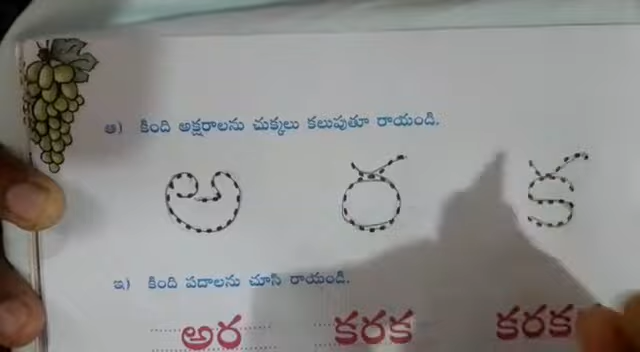 ఆ) కింది అక్షరాలను చుక్కలు కలుపుతూ రాయండి.
అ ర క
ఇ) కింది పదాలను చూసి రాయండి.
అర కరక కరక